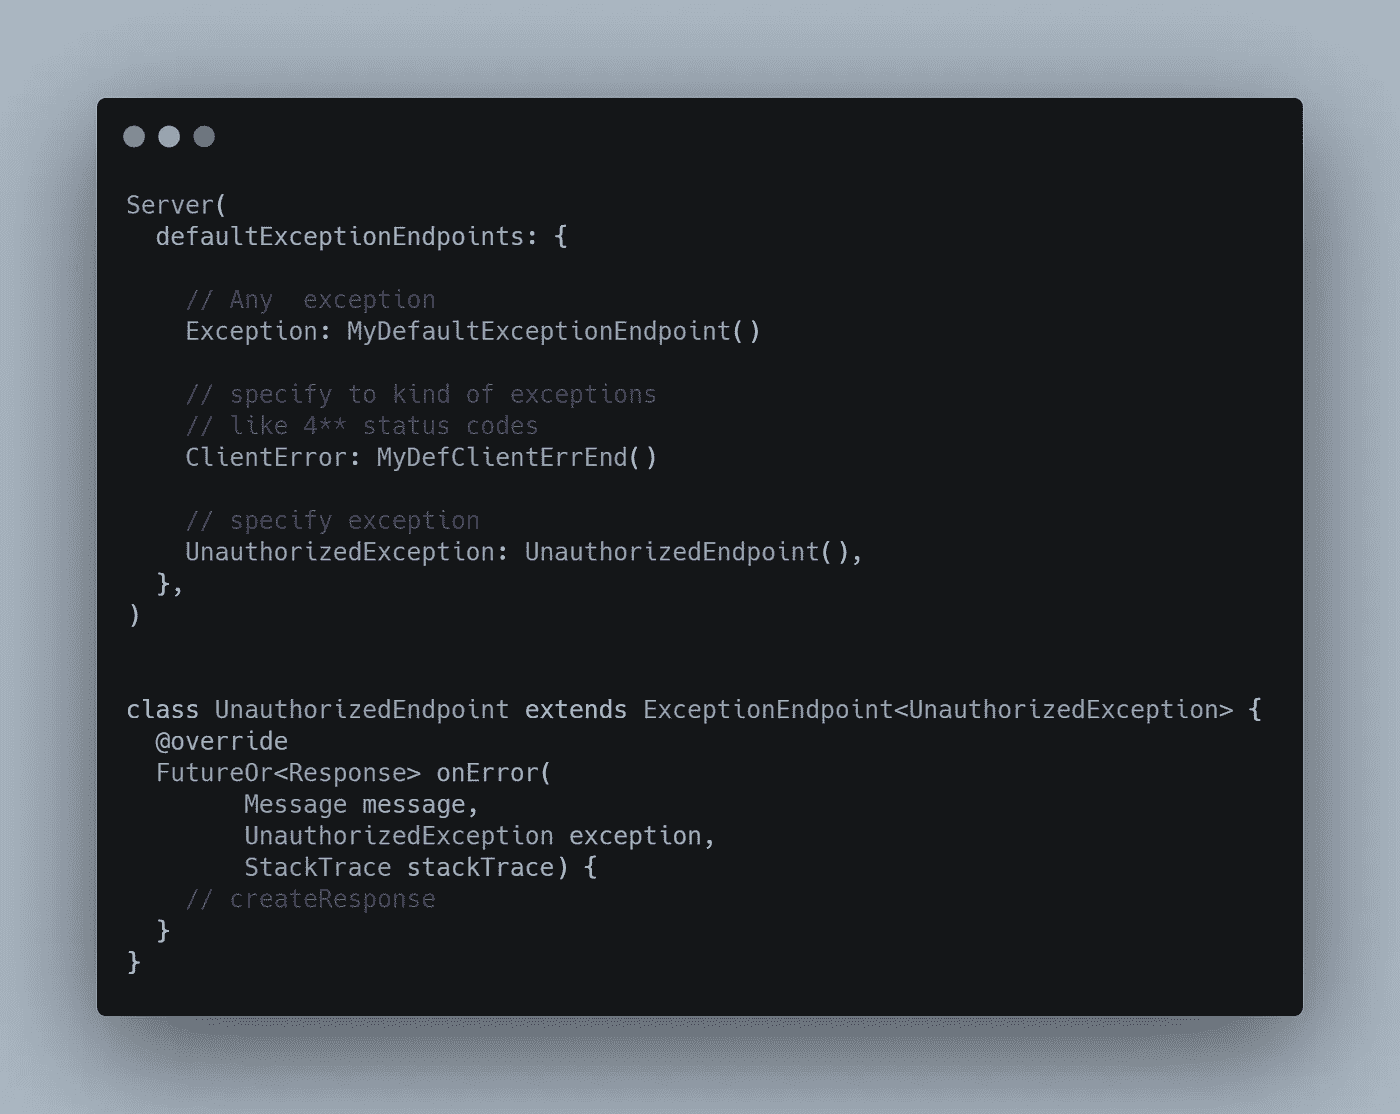 Server(
  defaultExceptionEndpoints: {
    // Any  exception
    Exception: MyDefaultExceptionEndpoint()
    // specify to kind of exceptions
    // like 4** status codes
    ClientError: MyDefClientErrEnd()
    // specify exception
    UnauthorizedException: UnauthorizedEndpoint(),
  },
)
class UnauthorizedEndpoint extends ExceptionEndpoint<UnauthorizedException> {
  @override
  FutureOr<Response> onError(
        Message message,
        UnauthorizedException exception,
        StackTrace stackTrace) {
    // createResponse
  }
}